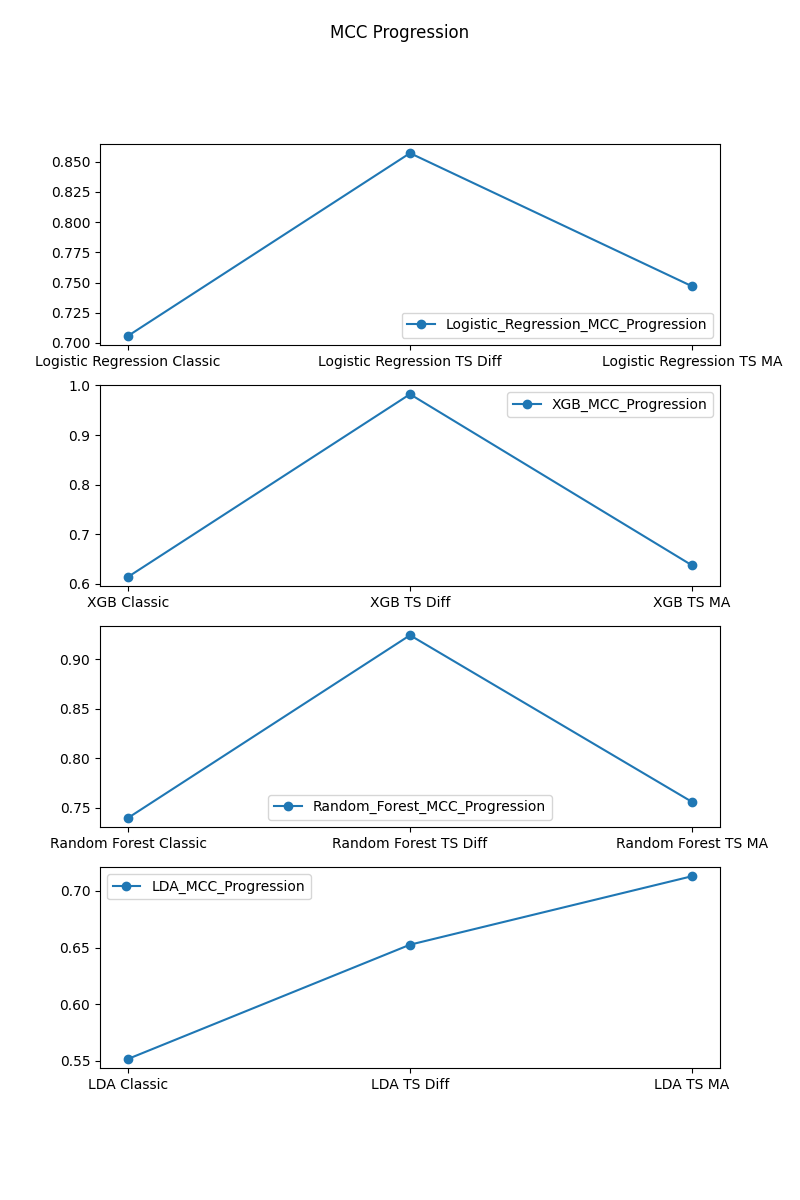 MCC Progression
0.850
0.825
0.800
0.775
0.750
0.725
0.700
Logistic_Regression_MCC_Progression
Logistic Regression Classic
Logistic Regression TS Diff
Logistic Regression TS MA
1.0
0.9
0.8
0.7
0.6
XGB_MCC_Progression
XGB Classic
XGB TS Diff
XGB TS MA
0.90
0.85
0.80
0.75
Random_Forest_MCC_Progression
Random Forest Classic
Random Forest TS Diff
Random Forest TS MA
0.70
0.65
0.60
0.55
LDA_MCC_Progression
LDA Classic
LDA TS Diff
LDA TS MA